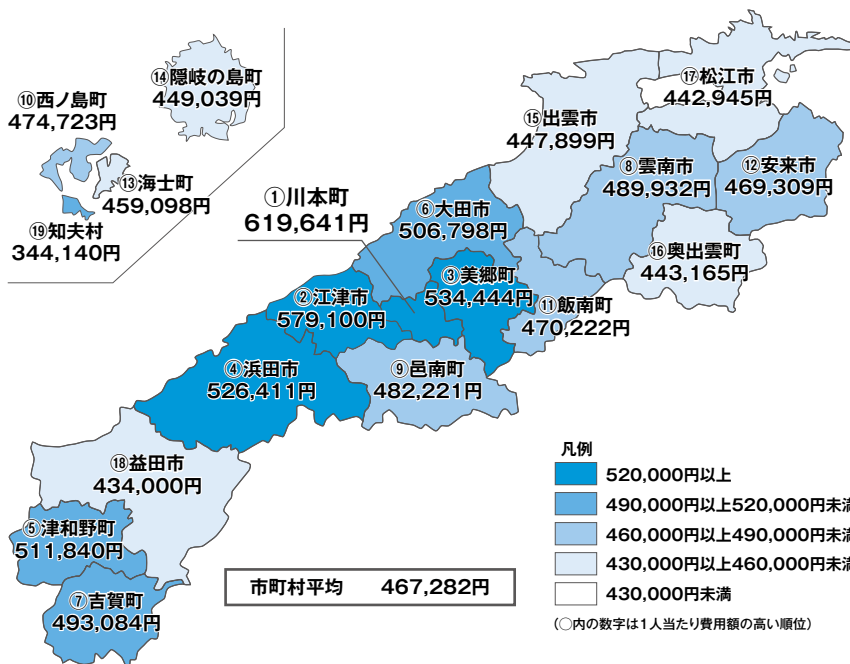 ⑭隠岐の島町
449,039円
⑩西ノ島町
474,723円
⑬海士町
459,098円
⑲知夫村
344,140円
⑰松江市
442,945円
⑮出雲市
447,899円
⑧雲南市
489,932円
⑫安来市
469,309円
①川本町
619,641円
⑥大田市
506,798円
⑯奥出雲町
443,165円
③美郷町
534,444円
②江津市
579,100円
⑪飯南町
470,222円
④浜田市
526,411円
⑨邑南町
482,221円
⑱益田市
434,000円
⑤津和野町
511,840円
⑦吉賀町
493,084円
市町村平均 467,282円
凡例
520,000円以上
490,000円以上520,000円未満
460,000円以上490,000円未満
430,000円以上460,000円未満
430,000円未満
(○内の数字は1人当たり費用額の高い順位)